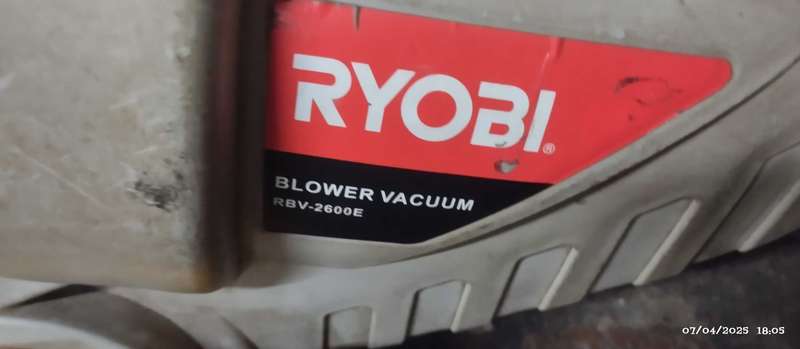 RYOBI®
BLOWER VACUUM
RBV-2600E
07/04/2025 18:05